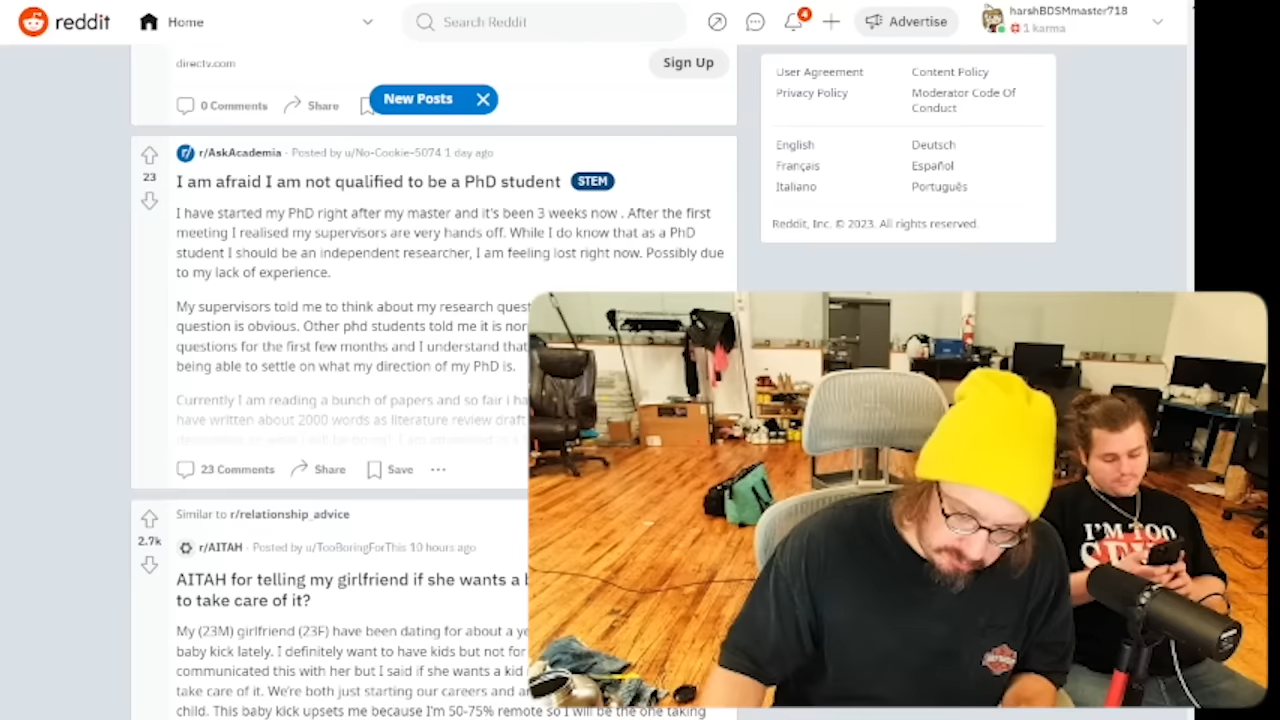 reddit
Home
Search Reddit
4
Advertise
harshBDSMmaster718
1 karma
directv.com
Sign Up
0 Comments
Share
New Posts
User Agreement
Content Policy
Privacy Policy
Moderator Code Of
Conduct
English
Deutsch
Français
Español
Italiano
Português
Reddit, Inc. © 2023. All rights reserved.
23
r/AskAcademia · Posted by u/No-Cookie-5074 1 day ago
I am afraid I am not qualified to be a PhD student STEM
I have started my PhD right after my master and it's been 3 weeks now . After the first
meeting I realised my supervisors are very hands off. While I do know that as a PhD
student I should be an independent researcher, I am feeling lost right now. Possibly due
to my lack of experience.
My supervisors told me to think about my research quest
question is obvious. Other phd students told me it is nor
questions for the first few months and I understand that
being able to settle on what my direction of my PhD is.
Currently I am reading a bunch of papers and so fair i ha
have written about 2000 words as literature review draft
23 Comments
Share
Save
2.7k
Similar to r/relationship_advice
r/AITAH · Posted by u/TooBoringForThis 10 hours ago
AITAH for telling my girlfriend if she wants a b
to take care of it?
My (23M) girlfriend (23F) have been dating for about a ye
baby kick lately. I definitely want to have kids but not for
communicated this with her but I said if she wants a kid
take care of it. We're both just starting our careers and ar
child. This baby kick upsets me because I'm 50-75% remote so I will be the one taking
I'M TOO